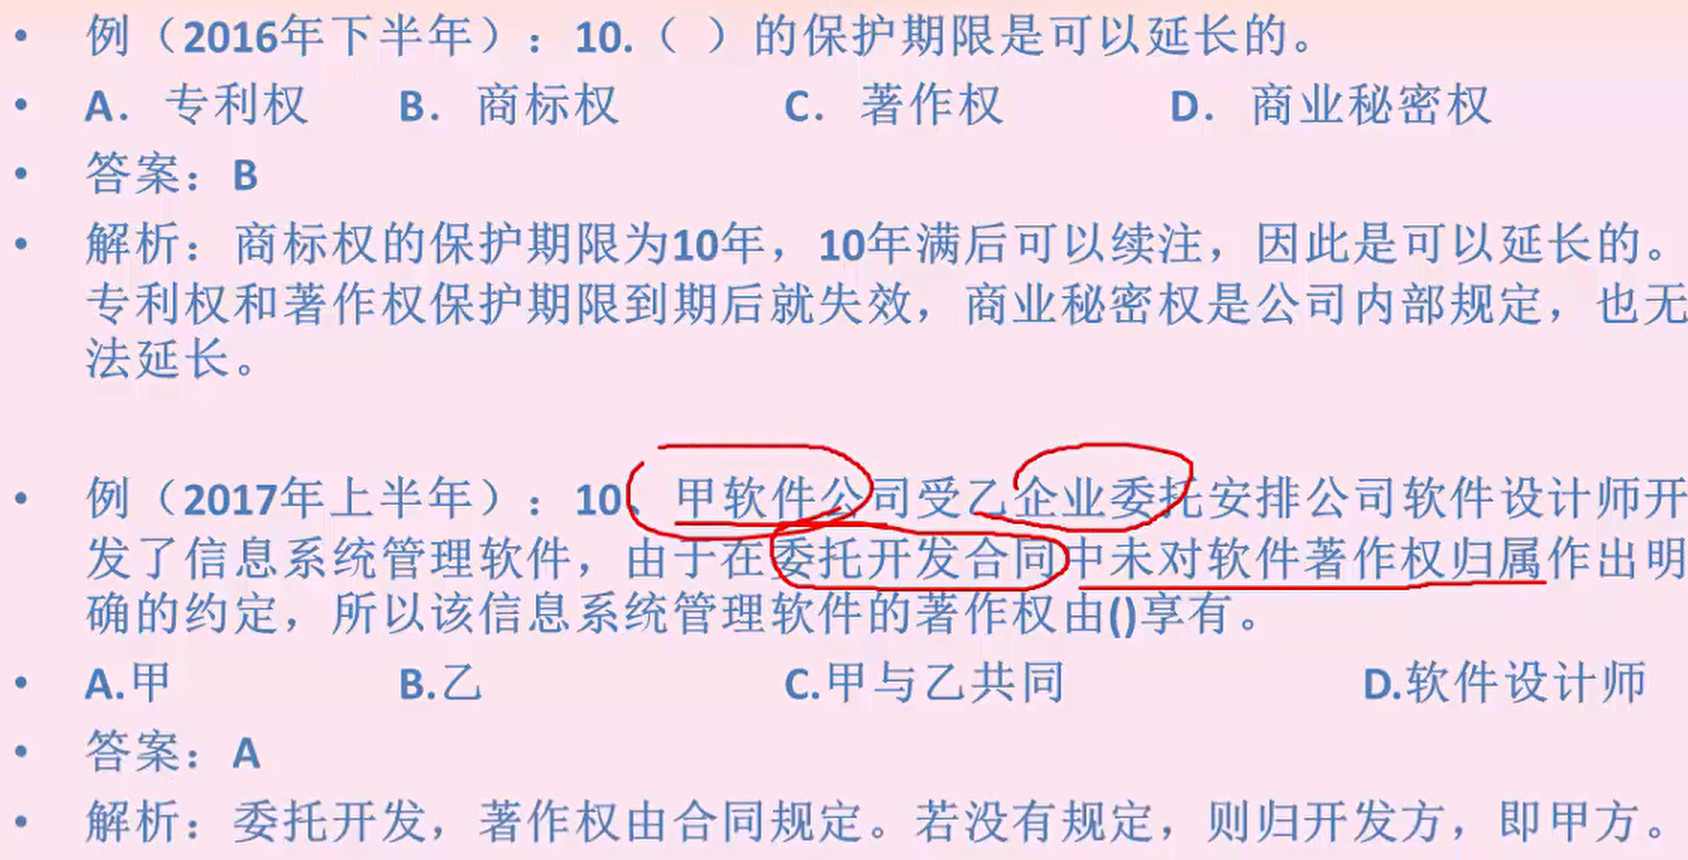 • 例（2016年下半年）：10.（ ）的保护期限是可以延长的。
• A. 专利权 B. 商标权 C. 著作权 D. 商业秘密权
• 答案：B
• 解析：商标权的保护期限为10年，10年满后可以续注，因此是可以延长的。
专利权和著作权保护期限到期后就失效，商业秘密权是公司内部规定，也无
法延长。
• 例（2017年上半年）：10、甲软件公司受乙企业委托安排公司软件设计师开
发了信息系统管理软件，由于在委托开发合同中未对软件著作权归属作出明
确的约定，所以该信息系统管理软件的著作权由()享有。
• A.甲 B.乙 C.甲与乙共同 D.软件设计师
• 答案：A
• 解析：委托开发，著作权由合同规定。若没有规定，则归开发方，即甲方。